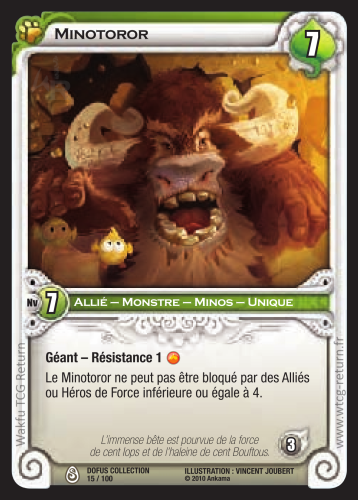 Minotoror
7
Nv 7
Allié – Monstre – Minos – Unique
Géant – Résistance 1
Le Minotoror ne peut pas être bloqué par des Alliés
ou Héros de Force inférieure ou égale à 4.
L'immense bête est pourvue de la force
de cent lops et de l'haleine de cent Bouftous.
3
DOFUS COLLECTION
15 / 100
ILLUSTRATION : VINCENT JOUBERT
© 2010 Ankama
Wakfu TCG Return
www.wtcg-return.fr